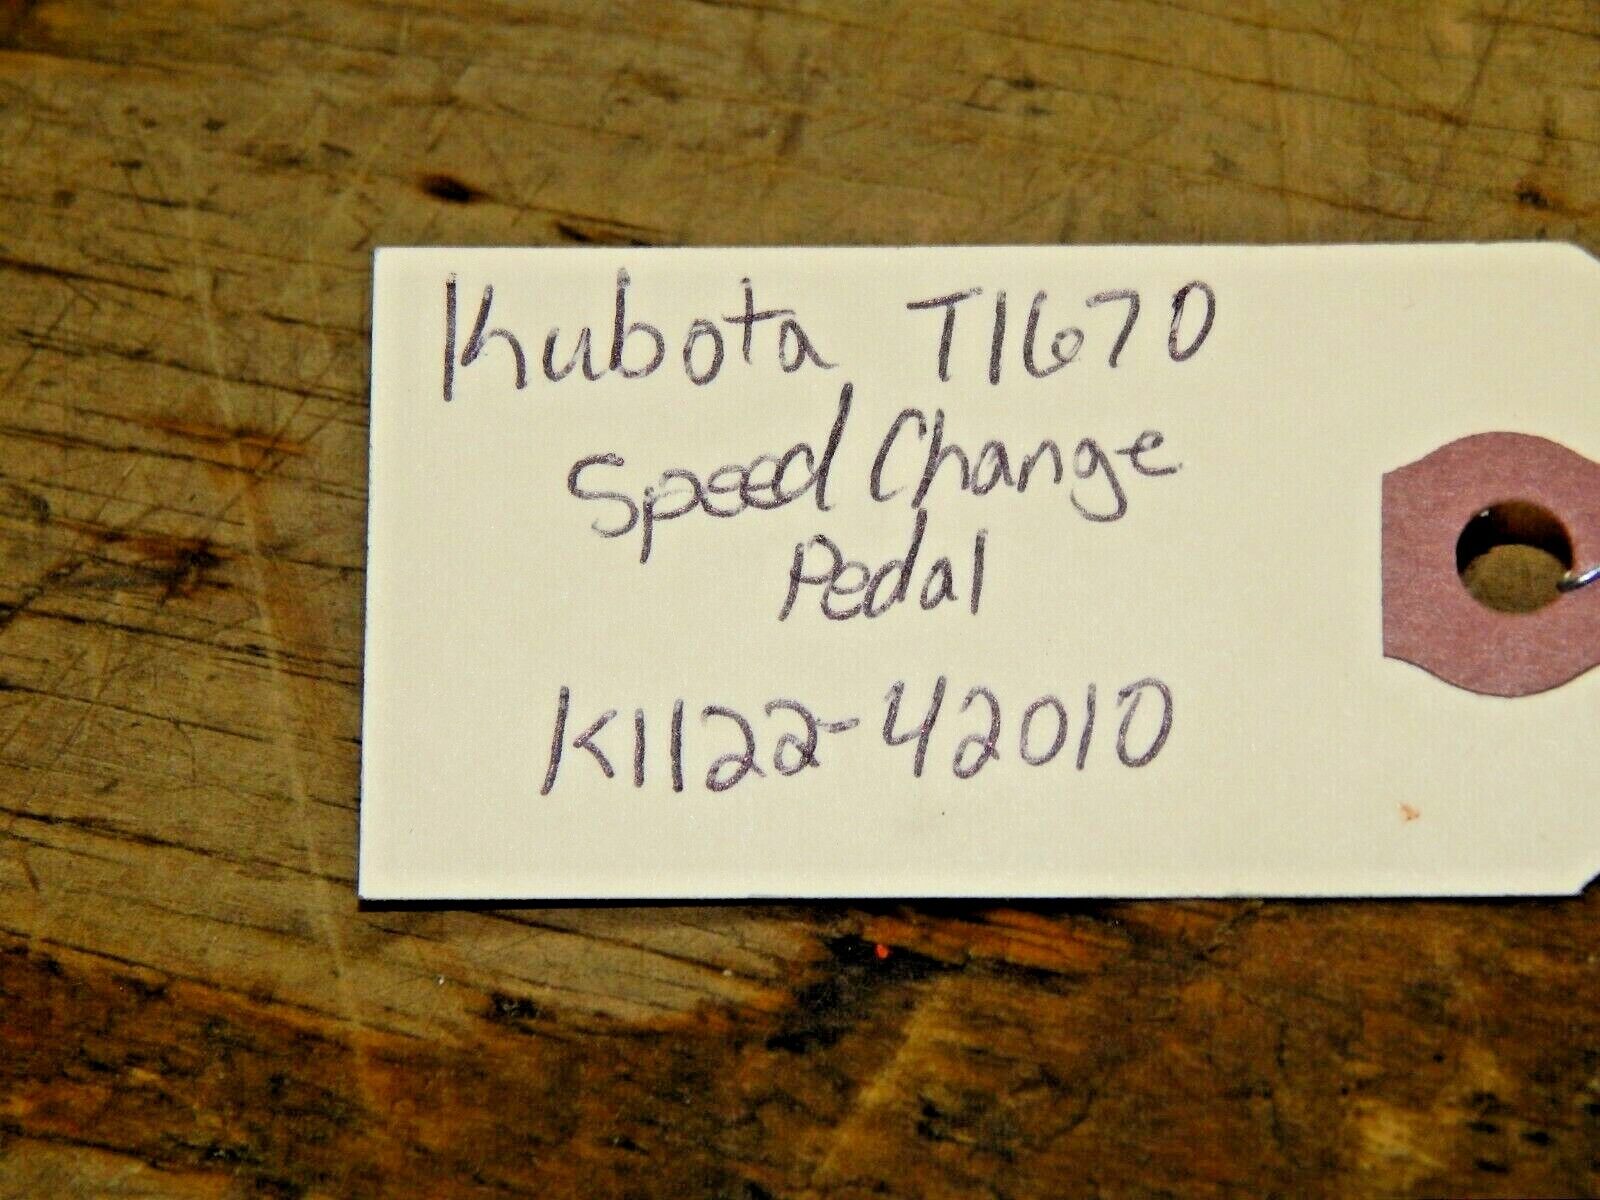 Kubota T1670
Speed Change
Pedal
K1122-42010